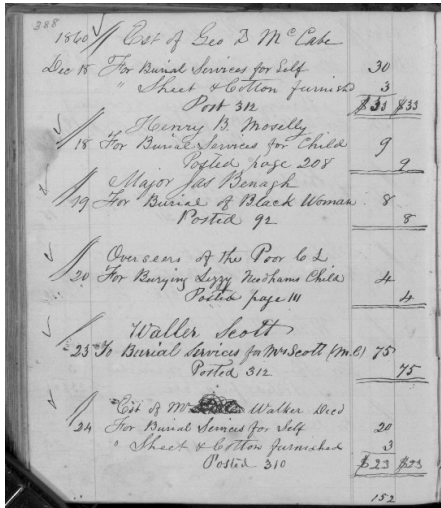 388
1860 Est of Geo D McCabe
Dec 18 For Burial Services for Self 30
" Sheet & Cotton furnished 3
Post 312 $33 $33
Henry B. Moselly
18 For Burial Services for Child 9
Posted page 208 9
Major Jas Benagh
19 For Burial of Black Woman 8
Posted 92 8
Overseers of the Poor C L
20 For Burying Lizzy Needhams Child 4
Posted page 111 4
Waller Scott
23 To Burial Services for Mrs Scott (M.C) 75
Posted 312 75
Est of Mr Walker Decd
24 For Burial Services for Self 20
" Sheet & Cotton furnished 3
Posted 310 $23 $23
152